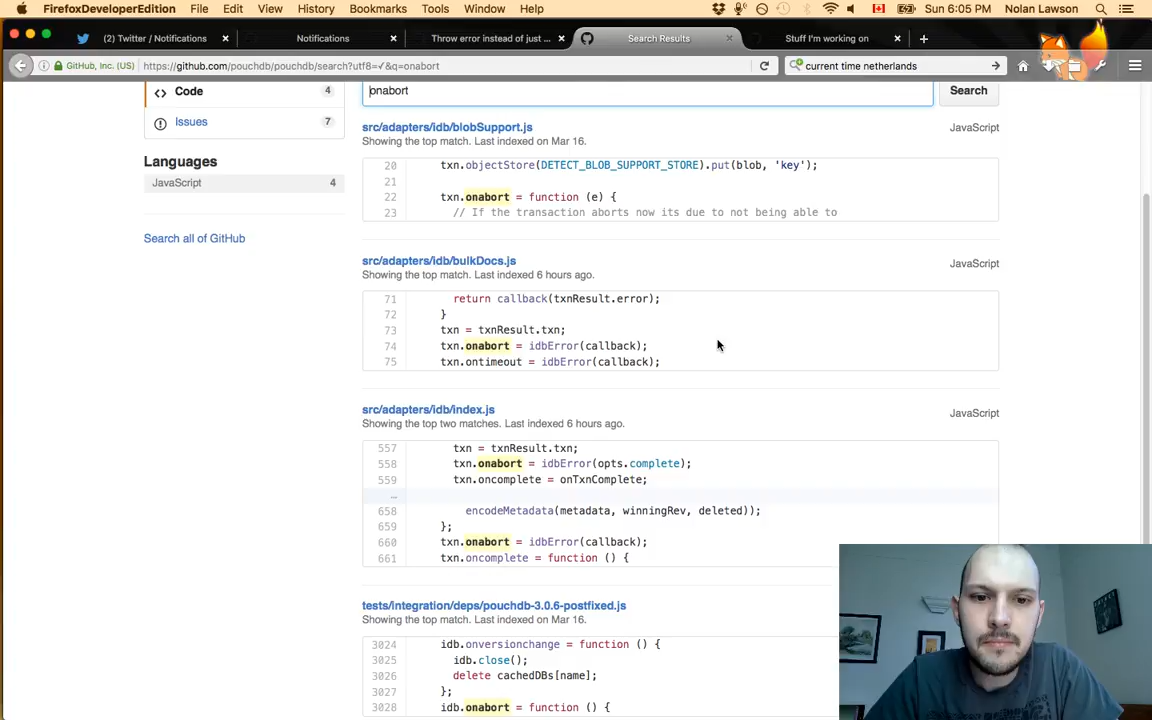 FirefoxDeveloperEdition File Edit View History Bookmarks Tools Window Help Sun 6:05 PM Nolan Lawson
(2) Twitter / Notifications × Notifications × Throw error instead of just ... × Search Results × Stuff I'm working on × +
GitHub, Inc. (US) https://github.com/pouchdb/pouchdb/search?utf8=✓&q=onabort current time netherlands
Code 4
onabort Search
Issues 7
Languages
JavaScript 4
Search all of GitHub
src/adapters/idb/blobSupport.js JavaScript
Showing the top match. Last indexed on Mar 16.
20 txn.objectStore(DETECT_BLOB_SUPPORT_STORE).put(blob, 'key');
21
22 txn.onabort = function (e) {
23 // If the transaction aborts now its due to not being able to
src/adapters/idb/bulkDocs.js JavaScript
Showing the top match. Last indexed 6 hours ago.
71 return callback(txnResult.error);
72 }
73 txn = txnResult.txn;
74 txn.onabort = idbError(callback);
75 txn.ontimeout = idbError(callback);
src/adapters/idb/index.js JavaScript
Showing the top two matches. Last indexed 6 hours ago.
557 txn = txnResult.txn;
558 txn.onabort = idbError(opts.complete);
559 txn.oncomplete = onTxnComplete;
…
658 encodeMetadata(metadata, winningRev, deleted));
659 };
660 txn.onabort = idbError(callback);
661 txn.oncomplete = function () {
tests/integration/deps/pouchdb-3.0.6-postfixed.js
Showing the top match. Last indexed on Mar 16.
3024 idb.onversionchange = function () {
3025 idb.close();
3026 delete cachedDBs[name];
3027 };
3028 idb.onabort = function () {